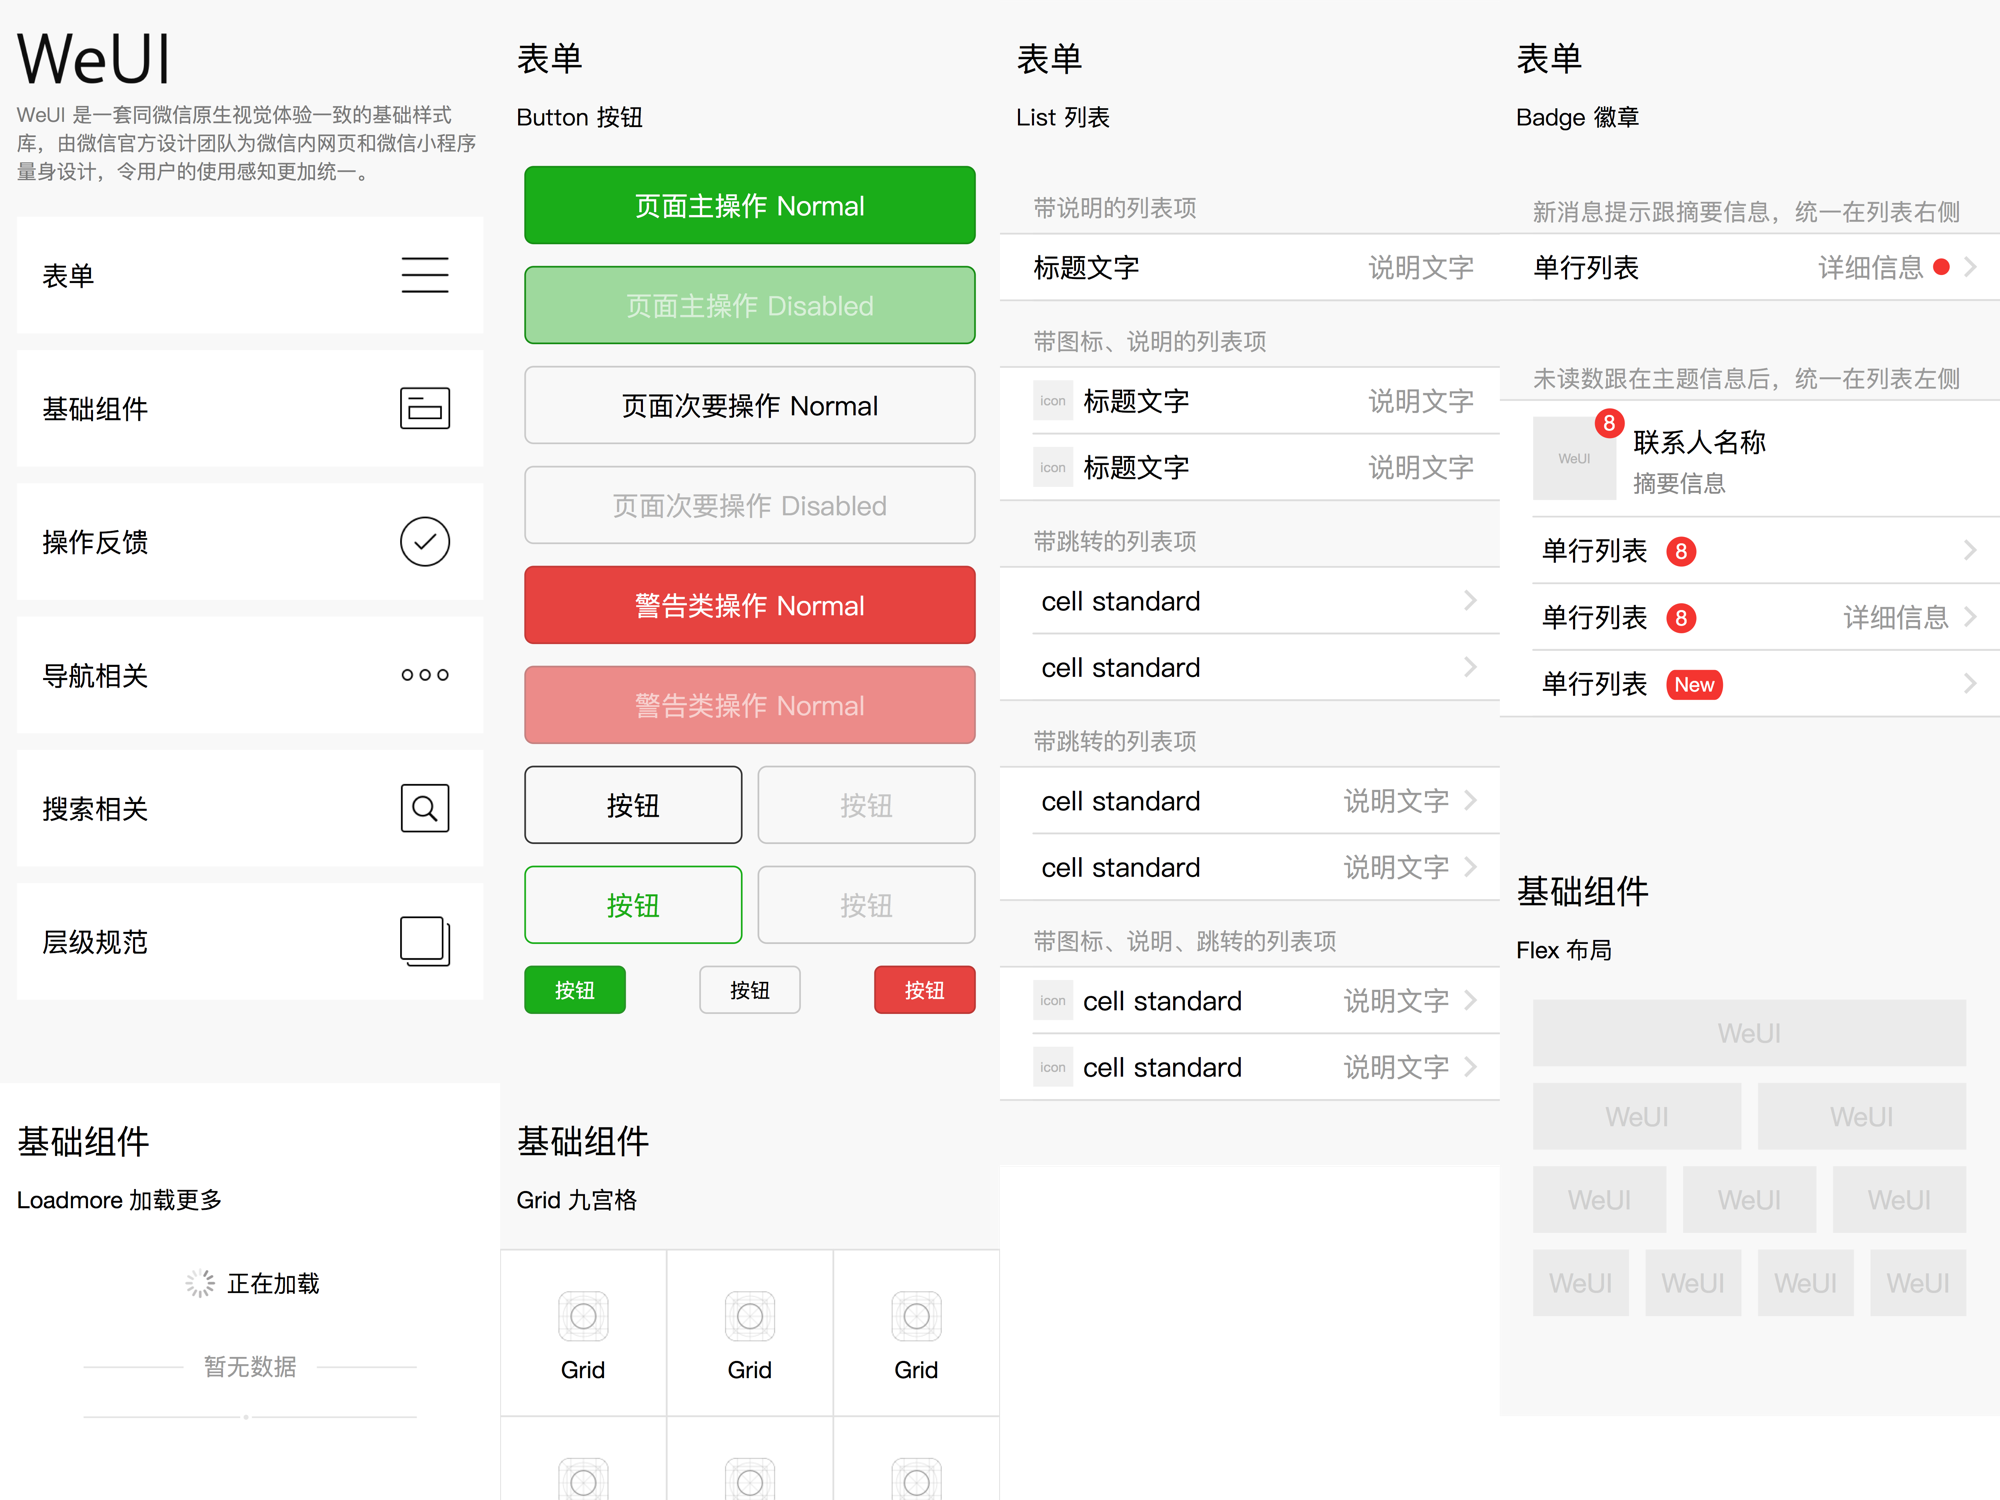 WeUI
WeUI 是一套同微信原生视觉体验一致的基础样式
库，由微信官方设计团队为微信内网页和微信小程序
量身设计，令用户的使用感知更加统一。
表单
基础组件
操作反馈
导航相关
搜索相关
层级规范
基础组件
Loadmore 加载更多
正在加载
暂无数据
表单
Button 按钮
页面主操作 Normal
页面主操作 Disabled
页面次要操作 Normal
页面次要操作 Disabled
警告类操作 Normal
警告类操作 Normal
按钮 按钮
按钮 按钮
按钮 按钮 按钮
基础组件
Grid 九宫格
Grid Grid Grid
表单
List 列表
带说明的列表项
标题文字 说明文字
带图标、说明的列表项
icon 标题文字 说明文字
icon 标题文字 说明文字
带跳转的列表项
cell standard
cell standard
带跳转的列表项
cell standard 说明文字
cell standard 说明文字
带图标、说明、跳转的列表项
icon cell standard 说明文字
icon cell standard 说明文字
表单
Badge 徽章
新消息提示跟摘要信息，统一在列表右侧
单行列表 详细信息
未读数跟在主题信息后，统一在列表左侧
8
WeUI 联系人名称
摘要信息
单行列表 8
单行列表 8 详细信息
单行列表 New
基础组件
Flex 布局
WeUI
WeUI WeUI
WeUI WeUI WeUI
WeUI WeUI WeUI WeUI